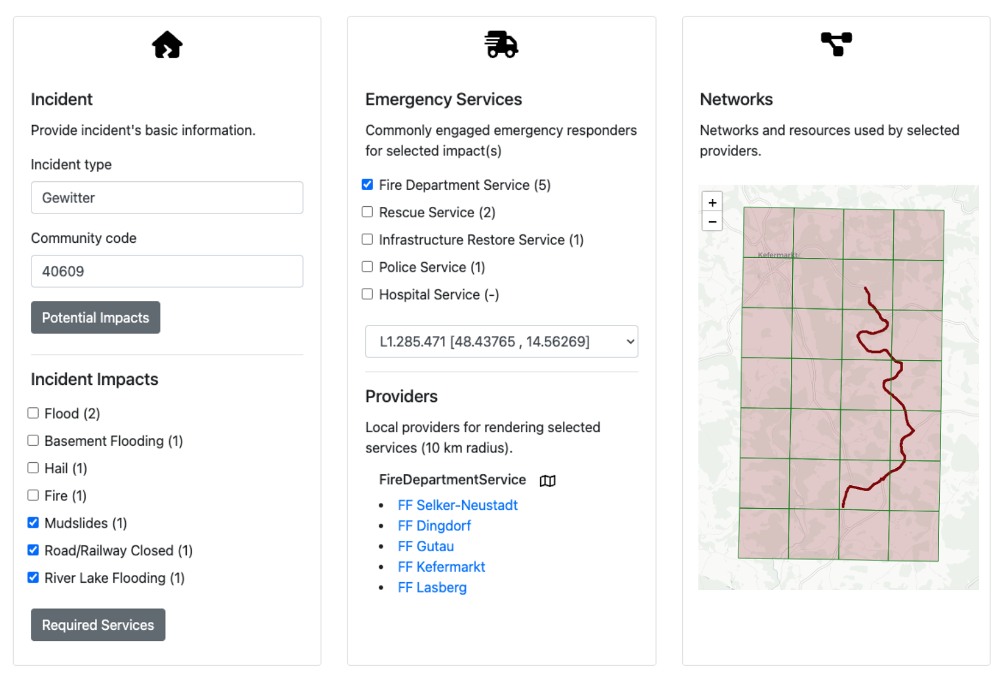 Incident
Provide incident's basic information.
Incident type
Gewitter
Community code
40609
Potential Impacts
Incident Impacts
Flood (2)
Basement Flooding (1)
Hail (1)
Fire (1)
Mudslides (1)
Road/Railway Closed (1)
River Lake Flooding (1)
Required Services
Emergency Services
Commonly engaged emergency responders
for selected impact(s)
Fire Department Service (5)
Rescue Service (2)
Infrastructure Restore Service (1)
Police Service (1)
Hospital Service (-)
L1.285.471 [48.43765 , 14.56269]
Providers
Local providers for rendering selected
services (10 km radius).
FireDepartmentService
• FF Selker-Neustadt
• FF Dingdorf
• FF Gutau
• FF Kefermarkt
• FF Lasberg
Networks
Networks and resources used by selected
providers.
+
−
Kefermarkt